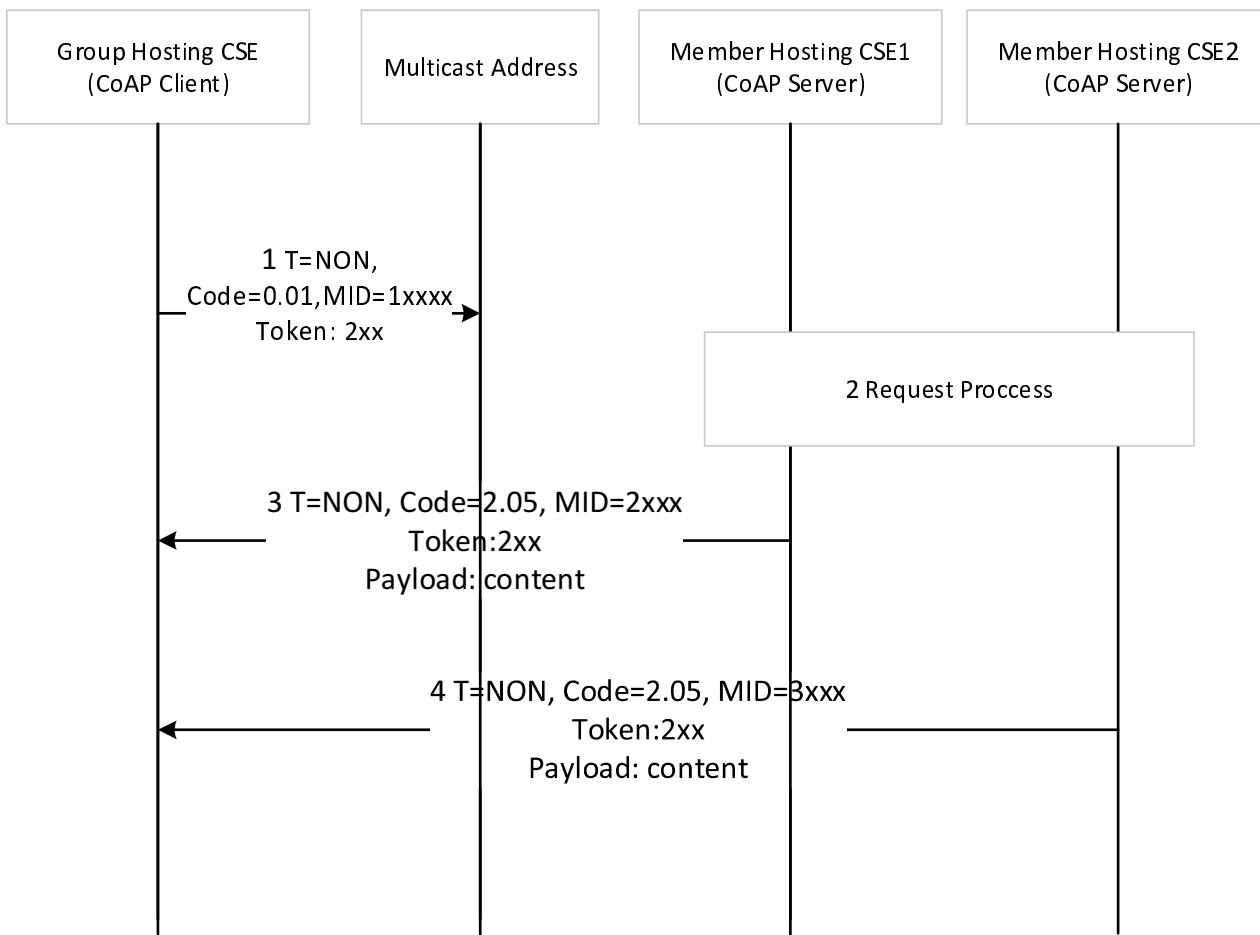 Group Hosting CSE
(CoAP Client)
Multicast Address
Member Hosting CSE1
(CoAP Server)
Member Hosting CSE2
(CoAP Server)
1 T=NON,
Code=0.01,MID=1xxxx
Token: 2xx
2 Request Proccess
3 T=NON, Code=2.05, MID=2xxx
Token:2xx
Payload: content
4 T=NON, Code=2.05, MID=3xxx
Token:2xx
Payload: content